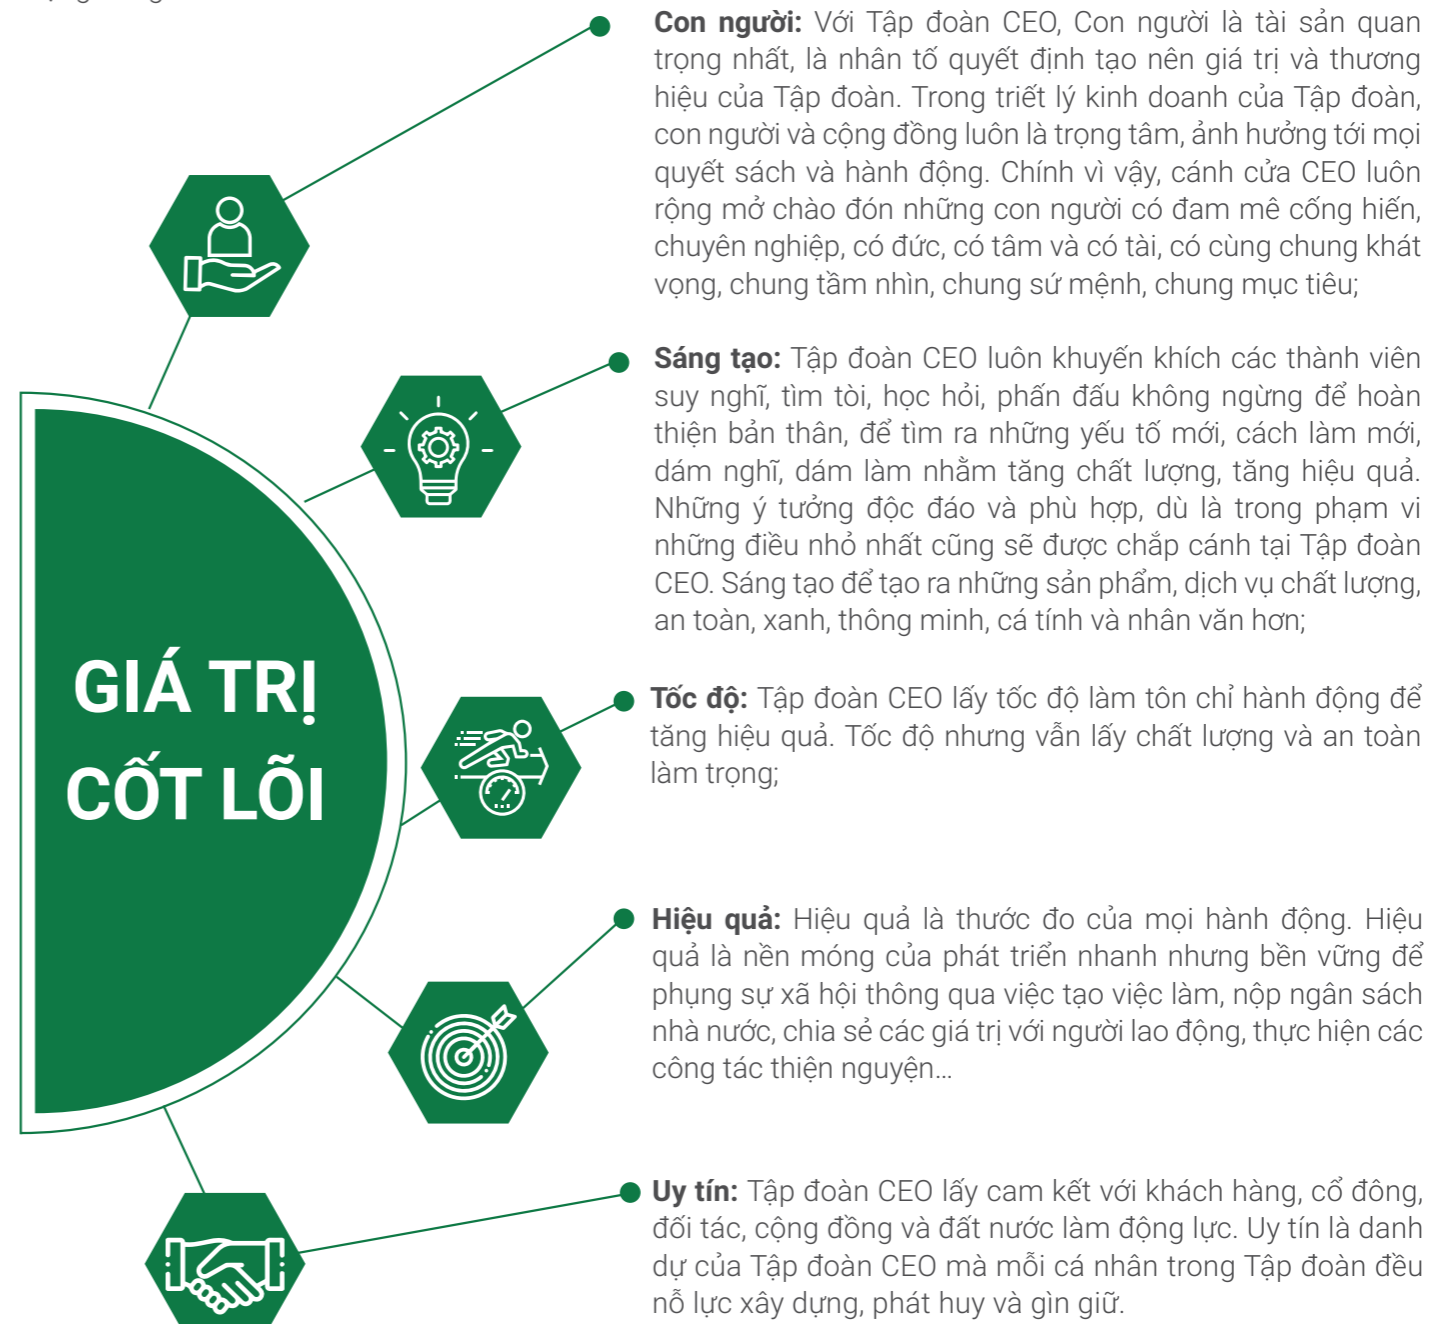 Con người: Với Tập đoàn CEO, Con người là tài sản quan
trọng nhất, là nhân tố quyết định tạo nên giá trị và thương
hiệu của Tập đoàn. Trong triết lý kinh doanh của Tập đoàn,
con người và cộng đồng luôn là trọng tâm, ảnh hưởng tới mọi
quyết sách và hành động. Chính vì vậy, cánh cửa CEO luôn
rộng mở chào đón những con người có đam mê cống hiến,
chuyên nghiệp, có đức, có tâm và có tài, có cùng chung khát
vọng, chung tầm nhìn, chung sứ mệnh, chung mục tiêu;
Sáng tạo: Tập đoàn CEO luôn khuyến khích các thành viên
suy nghĩ, tìm tòi, học hỏi, phấn đấu không ngừng để hoàn
thiện bản thân, để tìm ra những yếu tố mới, cách làm mới,
dám nghĩ, dám làm nhằm tăng chất lượng, tăng hiệu quả.
Những ý tưởng độc đáo và phù hợp, dù là trong phạm vi
những điều nhỏ nhất cũng sẽ được chắp cánh tại Tập đoàn
CEO. Sáng tạo để tạo ra những sản phẩm, dịch vụ chất lượng,
an toàn, xanh, thông minh, cá tính và nhân văn hơn;
GIÁ TRỊ
CỐT LÕI
Tốc độ: Tập đoàn CEO lấy tốc độ làm tôn chỉ hành động để
tăng hiệu quả. Tốc độ nhưng vẫn lấy chất lượng và an toàn
làm trọng;
Hiệu quả: Hiệu quả là thước đo của mọi hành động. Hiệu
quả là nền móng của phát triển nhanh nhưng bền vững để
phụng sự xã hội thông qua việc tạo việc làm, nộp ngân sách
nhà nước, chia sẻ các giá trị với người lao động, thực hiện các
công tác thiện nguyện…
Uy tín: Tập đoàn CEO lấy cam kết với khách hàng, cổ đông,
đối tác, cộng đồng và đất nước làm động lực. Uy tín là danh
dự của Tập đoàn CEO mà mỗi cá nhân trong Tập đoàn đều
nỗ lực xây dựng, phát huy và gìn giữ.